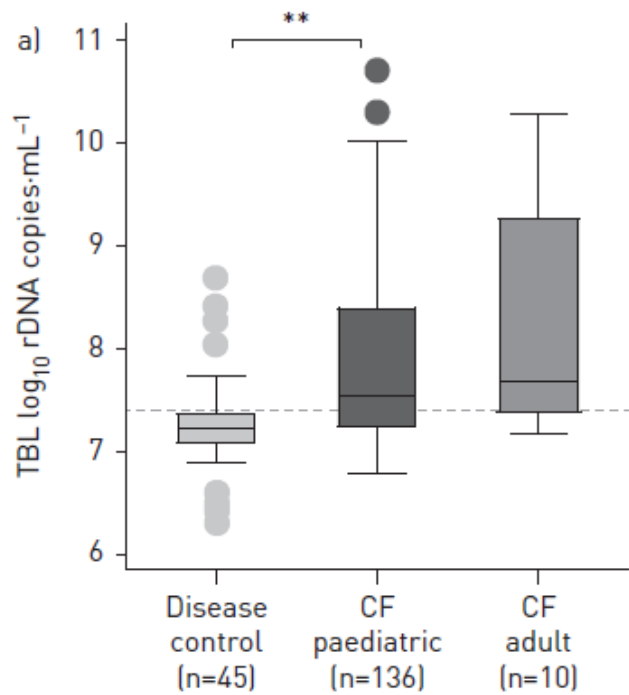 a)
**
TBL log₁₀ rDNA copies·mL⁻¹
11
10
9
8
7
6
Disease
control
(n=45)
CF
paediatric
(n=136)
CF
adult
(n=10)